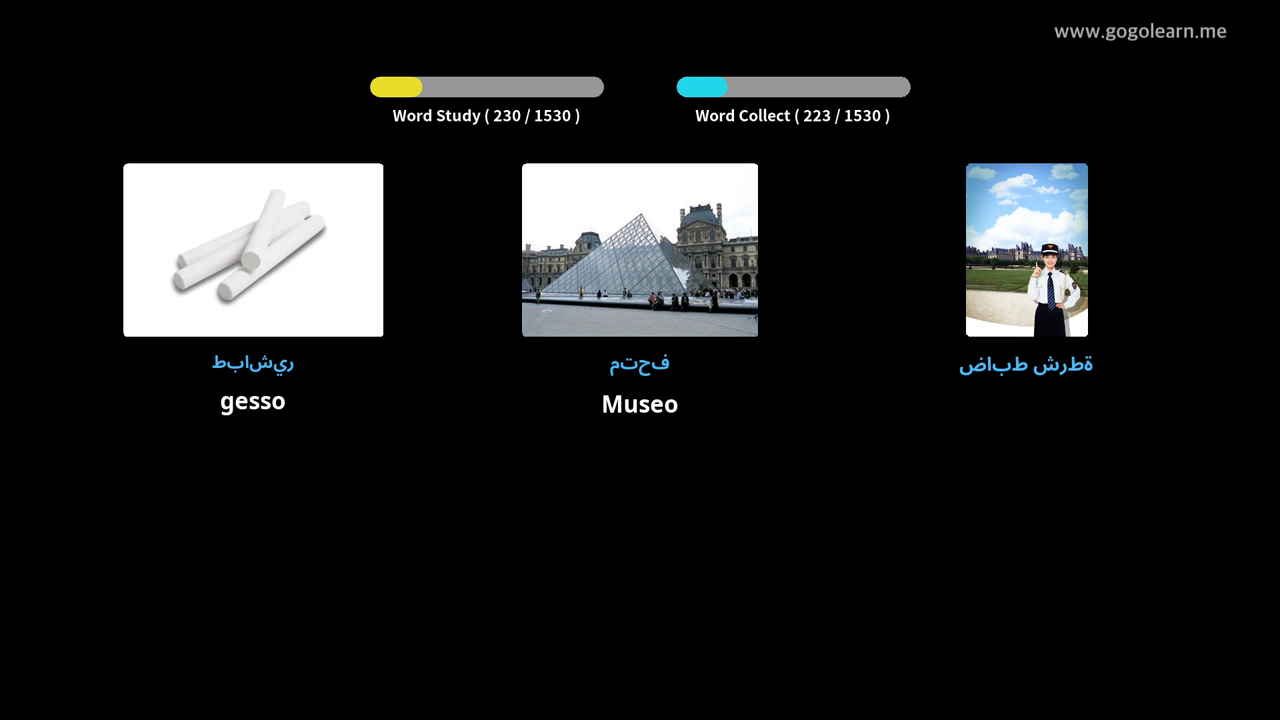 www.gogolearn.me
Word Study ( 230 / 1530 )
Word Collect ( 223 / 1530 )
طباشير
gesso
متحف
Museo
ضابط شرطة